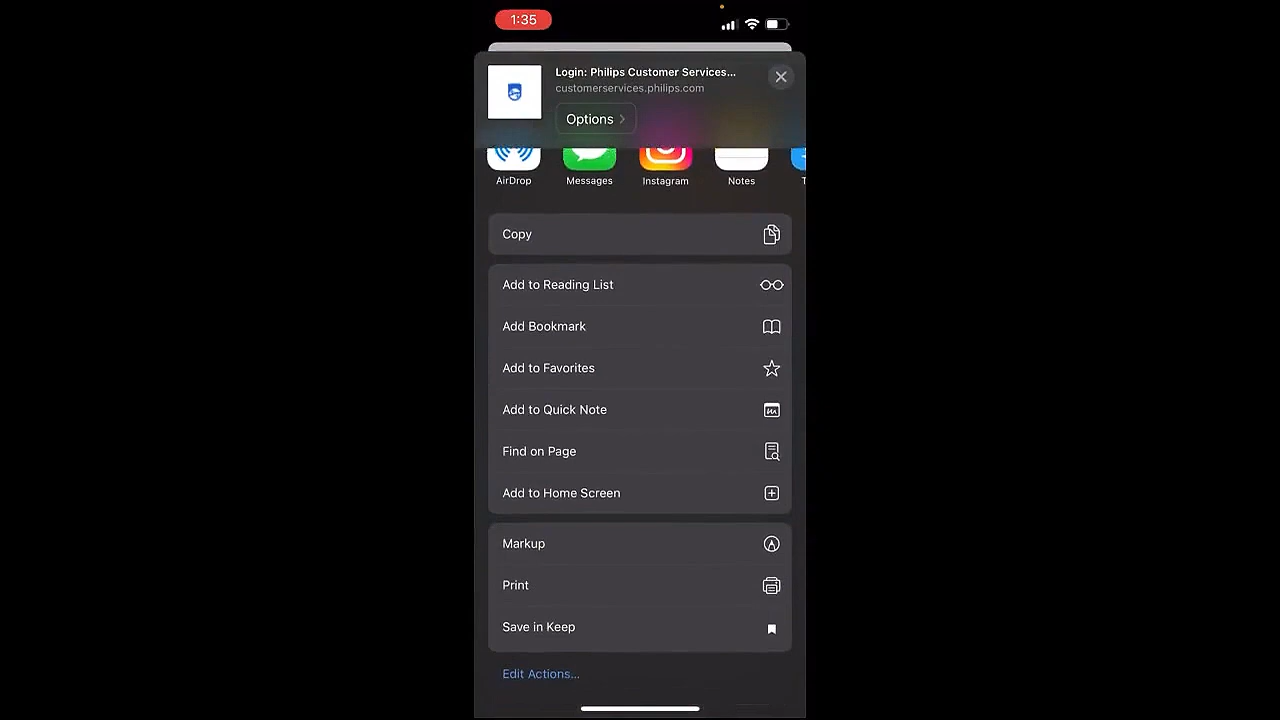 1:35
Login: Philips Customer Services...
customerservices.philips.com
Options
AirDrop
Messages
Instagram
Notes
Copy
Add to Reading List
Add Bookmark
Add to Favorites
Add to Quick Note
Find on Page
Add to Home Screen
Markup
Print
Save in Keep
Edit Actions...